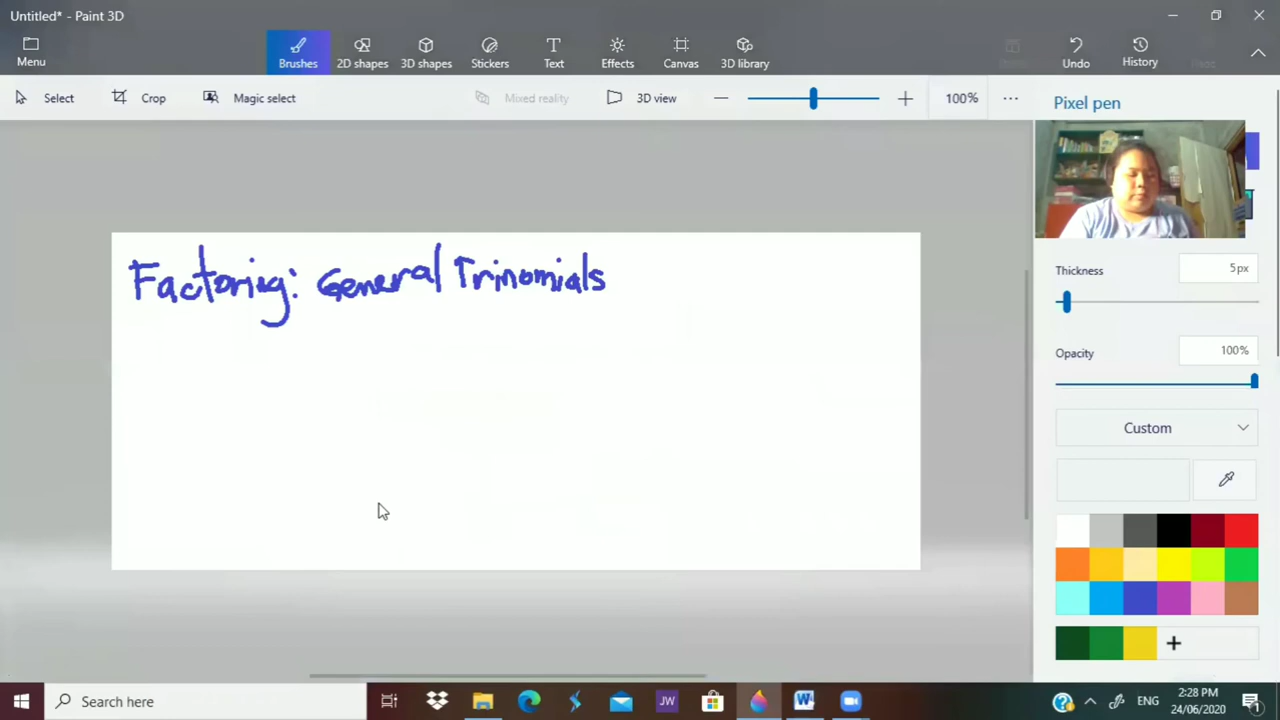 Untitled* - Paint 3D
Menu
Brushes
2D shapes
3D shapes
Stickers
Text
Effects
Canvas
3D library
Undo
History
Select
Crop
Magic select
Mixed reality
3D view
100%
Pixel pen
Factoring: General Trinomials
Thickness
5px
Opacity
100%
Custom
Search here
JW
W
ENG
2:28 PM
24/06/2020
1